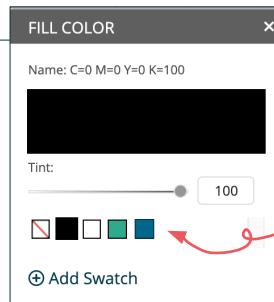 FILL COLOR ×
Name: C=0 M=0 Y=0 K=100
Tint:
100
Add Swatch